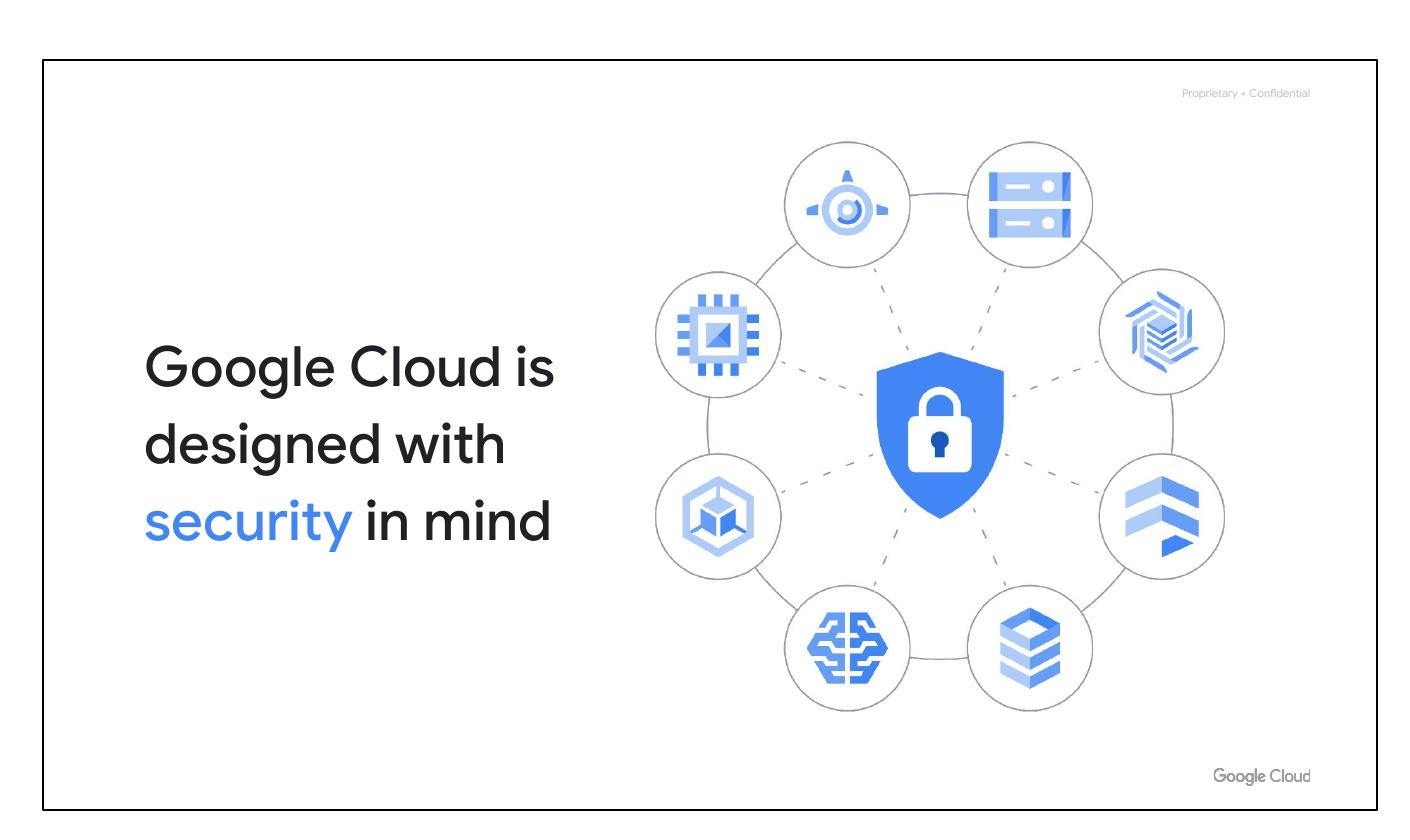 Proprietary + Confidential
Google Cloud is
designed with
security in mind
Google Cloud